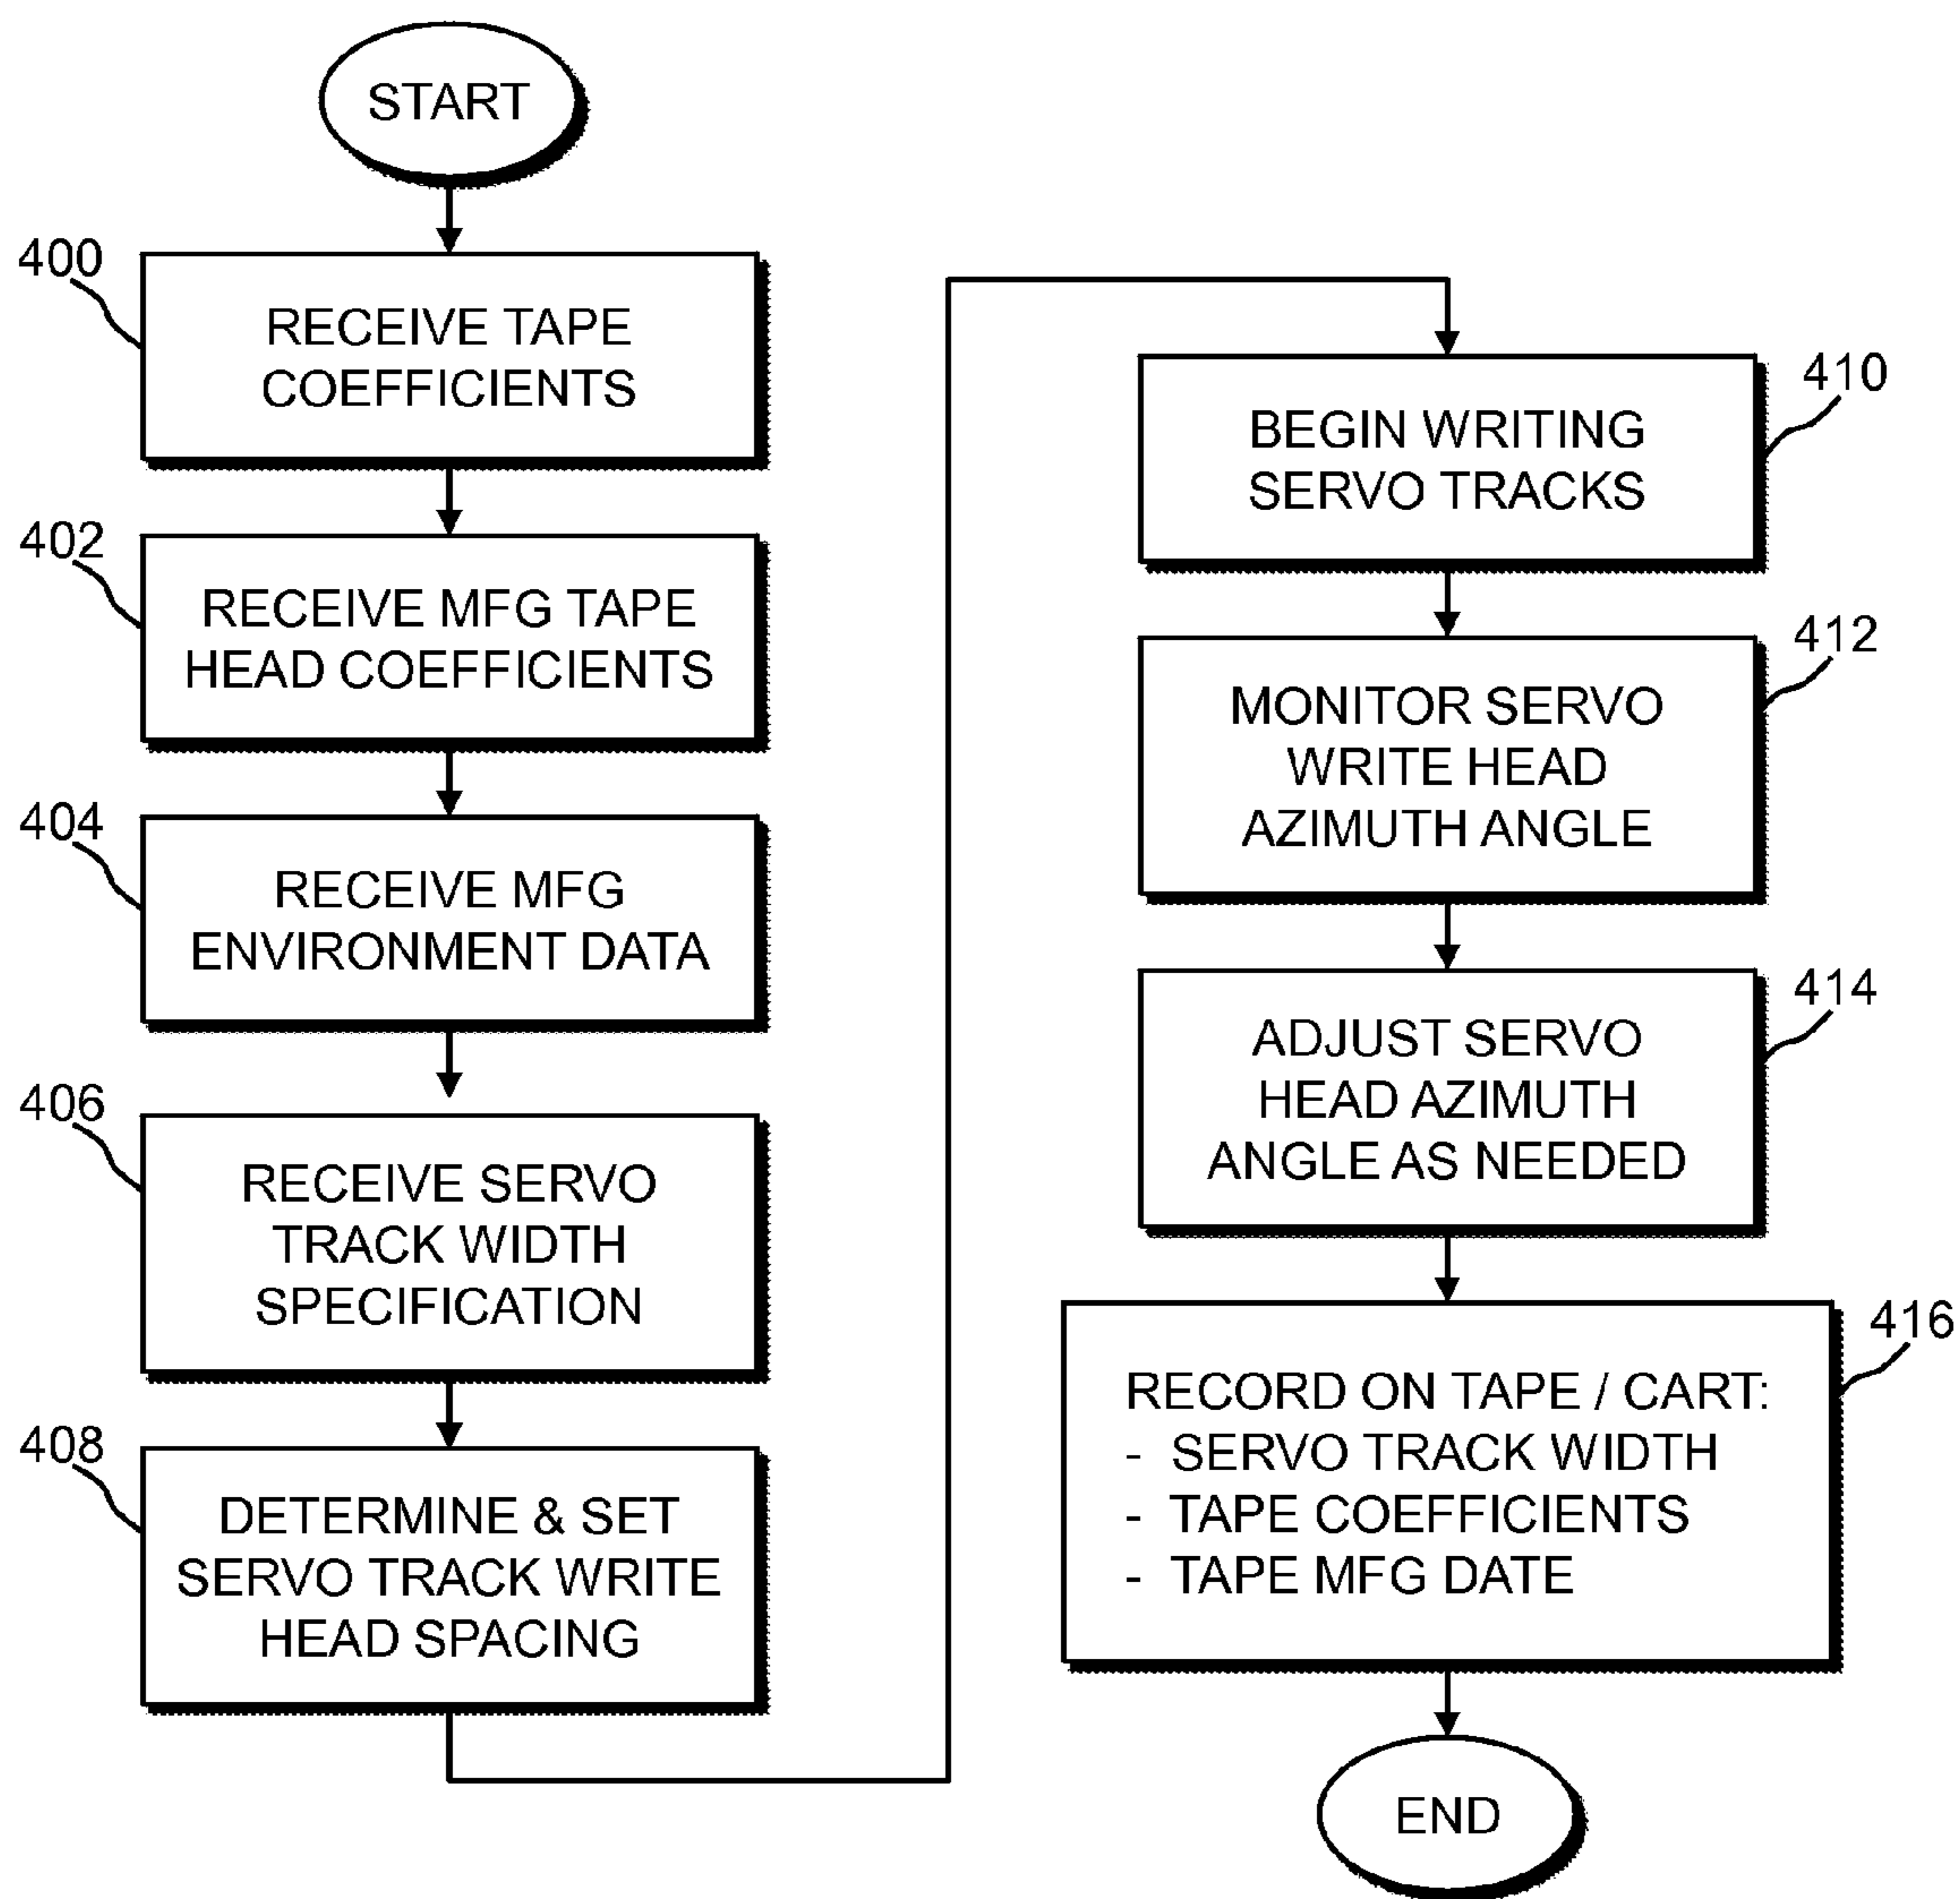 START
400
RECEIVE TAPE
COEFFICIENTS
402
RECEIVE MFG TAPE
HEAD COEFFICIENTS
404
RECEIVE MFG
ENVIRONMENT DATA
406
RECEIVE SERVO
TRACK WIDTH
SPECIFICATION
408
DETERMINE & SET
SERVO TRACK WRITE
HEAD SPACING
410
BEGIN WRITING
SERVO TRACKS
412
MONITOR SERVO
WRITE HEAD
AZIMUTH ANGLE
414
ADJUST SERVO
HEAD AZIMUTH
ANGLE AS NEEDED
416
RECORD ON TAPE / CART:
- SERVO TRACK WIDTH
- TAPE COEFFICIENTS
- TAPE MFG DATE
END